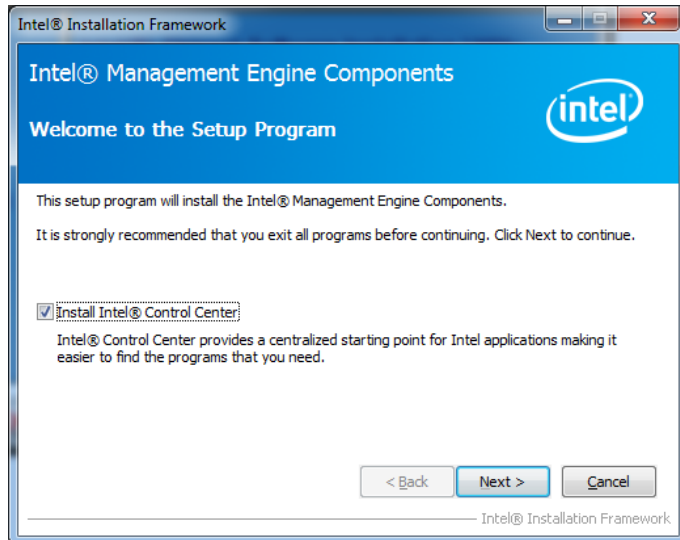 Intel® Installation Framework
Intel® Management Engine Components
Welcome to the Setup Program
intel
This setup program will install the Intel® Management Engine Components.
It is strongly recommended that you exit all programs before continuing. Click Next to continue.
Install Intel® Control Center
Intel® Control Center provides a centralized starting point for Intel applications making it
easier to find the programs that you need.
< Back Next > Cancel
Intel® Installation Framework